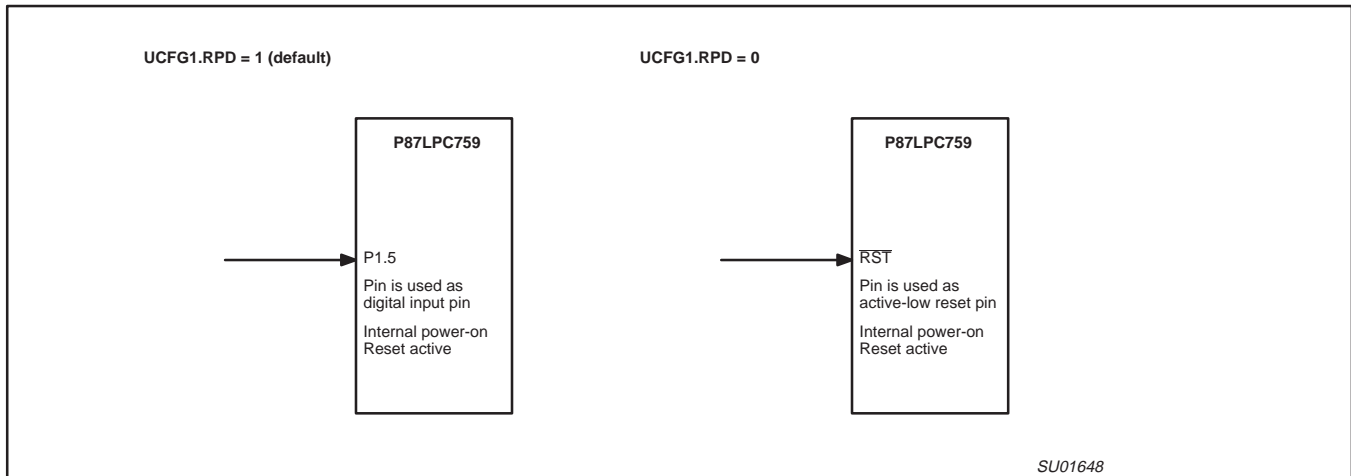 UCFG1.RPD = 1 (default)
P87LPC759
P1.5
Pin is used as
digital input pin
Internal power-on
Reset active
UCFG1.RPD = 0
P87LPC759
RST
Pin is used as
active-low reset pin
Internal power-on
Reset active
SU01648